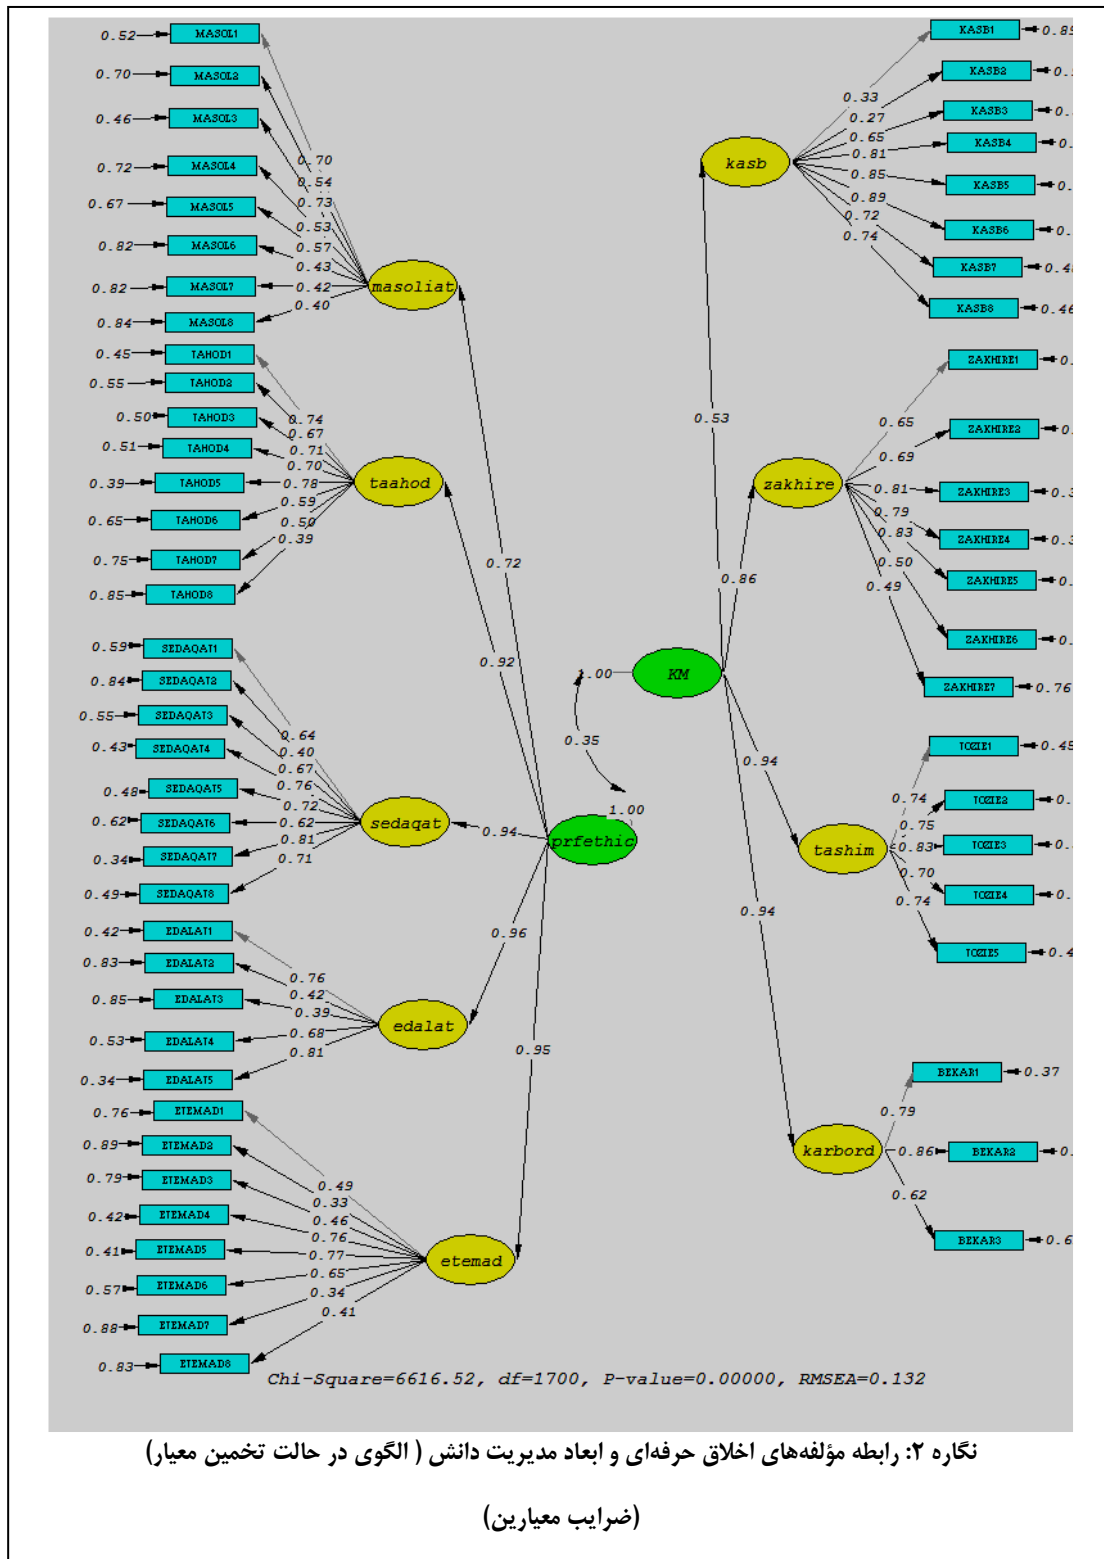 0.52 MASOL1
0.70 MASOL2
0.46 MASOL3
0.72 MASOL4
0.67 MASOL5
0.82 MASOL6
0.82 MASOL7
0.84 MASOL8
0.70
0.54
0.73
0.53
0.57
0.43
0.42
0.40
masoliat
0.45 TAHOD1
0.55 TAHOD2
0.50 TAHOD3
0.51 TAHOD4
0.39 TAHOD5
0.65 TAHOD6
0.75 TAHOD7
0.85 TAHOD8
0.74
0.67
0.71
0.70
0.78
0.59
0.50
0.39
taahod
0.59 SEDAQAT1
0.84 SEDAQAT2
0.55 SEDAQAT3
0.43 SEDAQAT4
0.48 SEDAQAT5
0.62 SEDAQAT6
0.34 SEDAQAT7
0.49 SEDAQAT8
0.64
0.40
0.67
0.76
0.72
0.62
0.81
0.71
sedaqat
0.42 EDALAT1
0.83 EDALAT2
0.85 EDALAT3
0.53 EDALAT4
0.34 EDALAT5
0.76
0.42
0.39
0.68
0.81
edalat
0.76 ETEMAD1
0.89 ETEMAD2
0.79 ETEMAD3
0.42 ETEMAD4
0.41 ETEMAD5
0.57 ETEMAD6
0.88 ETEMAD7
0.83 ETEMAD8
0.49
0.33
0.46
0.76
0.77
0.65
0.34
0.41
etemad
0.72
0.92
0.94
0.96
0.95
1.00
prfethic
0.35
1.00
KM
0.53
0.86
0.94
0.94
kasb
0.33
0.27
0.65
0.81
0.85
0.89
0.72
0.74
KASB1
KASB2
KASB3
KASB4
KASB5
KASB6
KASB7
KASB8 0.46
zakhire
0.65
0.69
0.81
0.79
0.83
0.50
0.49
ZAKHIRE1
ZAKHIRE2
ZAKHIRE3
ZAKHIRE4
ZAKHIRE5
ZAKHIRE6
ZAKHIRE7 0.76
tashim
0.74
0.75
0.83
0.70
0.74
TOZIE1 0.45
TOZIE2
TOZIE3
TOZIE4
TOZIE5
karbord
0.79
0.86
0.62
BEKAR1 0.37
BEKAR2
BEKAR3
Chi-Square=6616.52, df=1700, P-value=0.00000, RMSEA=0.132
نگاره ۲: رابطه مؤلفه‌های اخلاق حرفه‌ای و ابعاد مدیریت دانش ( الگوی در حالت تخمین معیار)
(ضرایب معیارین)